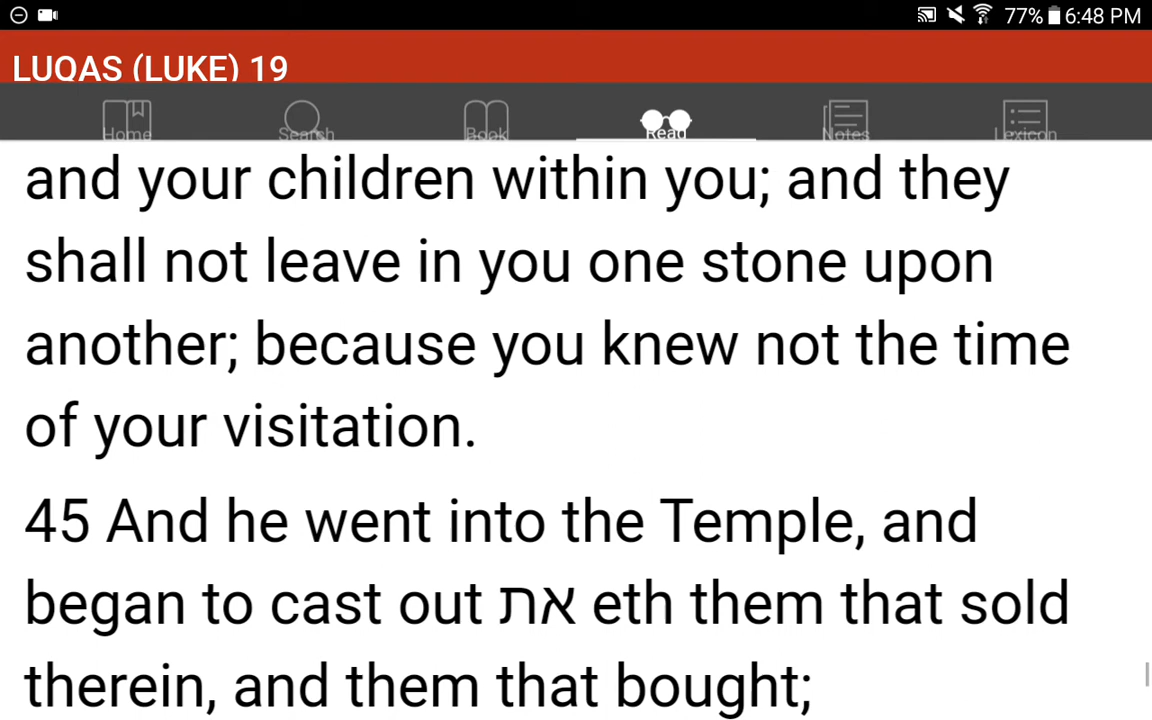 77% 6:48 PM
LUQAS (LUKE) 19
Home Search Book Read Notes Lexicon
and your children within you; and they
shall not leave in you one stone upon
another; because you knew not the time
of your visitation.
45 And he went into the Temple, and
began to cast out את eth them that sold
therein, and them that bought;